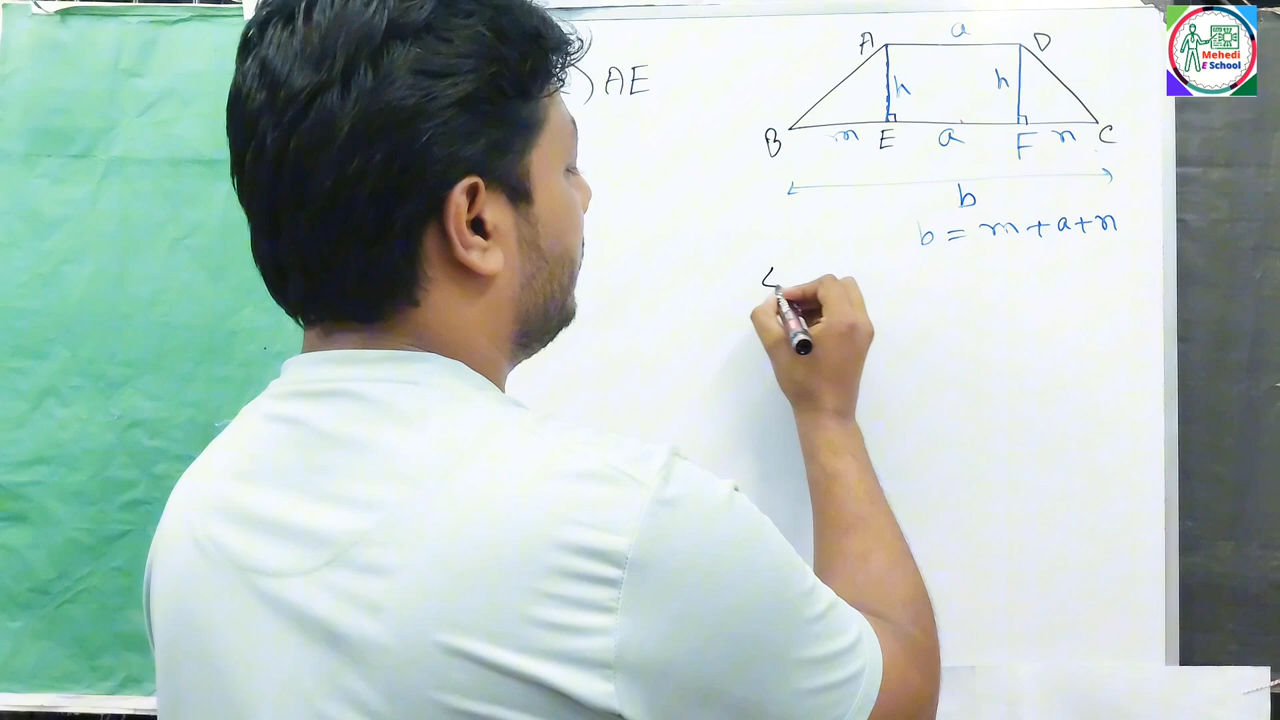 ) AE
A a D
h h
B m E a F n C
b
b = m + a + n
Mehedi
E School